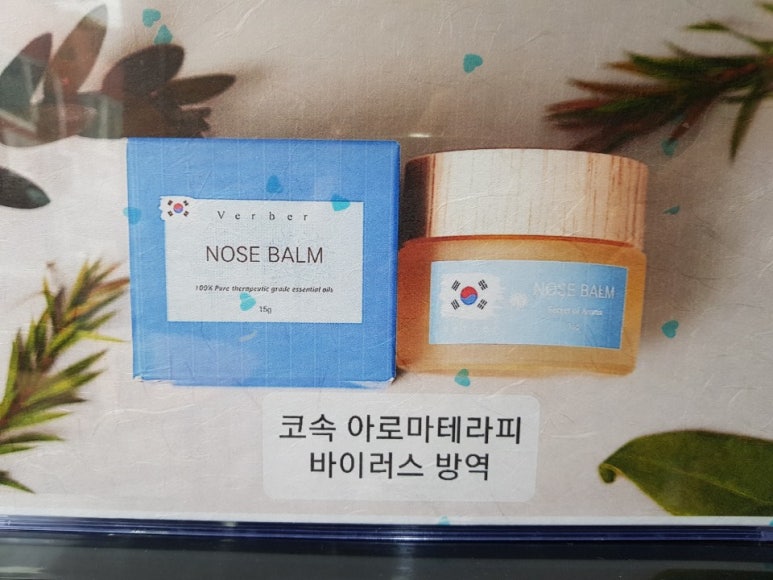 Verber
NOSE BALM
100% Pure therapeutic grade essential oils
15g
NOSE BALM
코속 아로마테라피
바이러스 방역